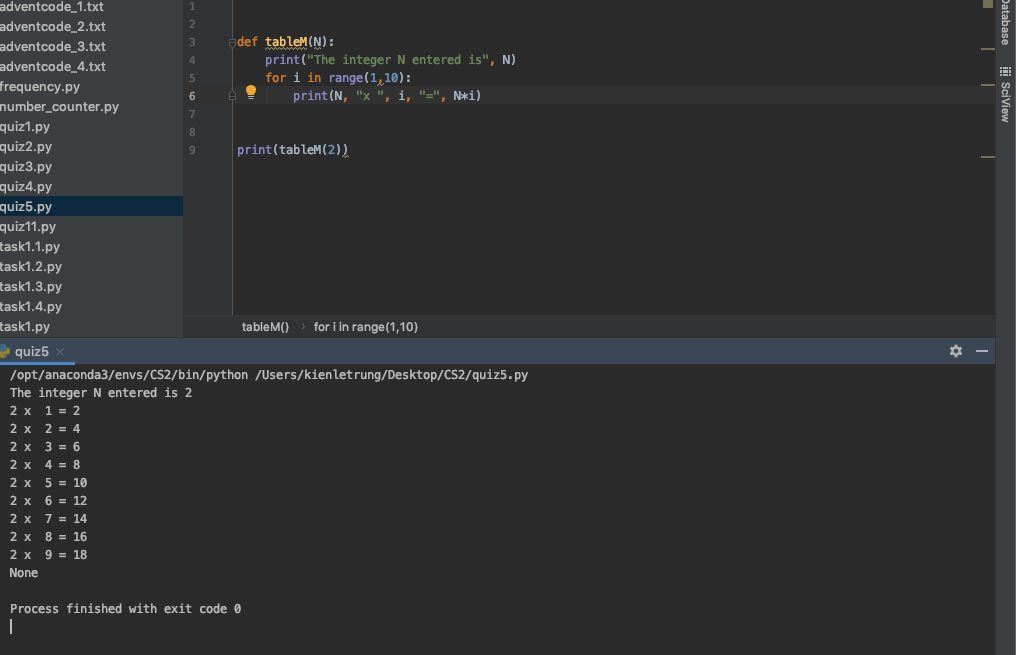 adventcode_1.txt
adventcode_2.txt
adventcode_3.txt
adventcode_4.txt
frequency.py
number_counter.py
quiz1.py
quiz2.py
quiz3.py
quiz4.py
quiz5.py
quiz11.py
task1.1.py
task1.2.py
task1.3.py
task1.4.py
task1.py
1
2
3 def tableM(N):
4 print("The integer N entered is", N)
5 for i in range(1,10):
6 print(N, "x ", i, "=", N*i)
7
8
9 print(tableM(2))
tableM() › for i in range(1,10)
Database
SciView
quiz5 ×
/opt/anaconda3/envs/CS2/bin/python /Users/kienletrung/Desktop/CS2/quiz5.py
The integer N entered is 2
2 x  1 = 2
2 x  2 = 4
2 x  3 = 6
2 x  4 = 8
2 x  5 = 10
2 x  6 = 12
2 x  7 = 14
2 x  8 = 16
2 x  9 = 18
None
Process finished with exit code 0